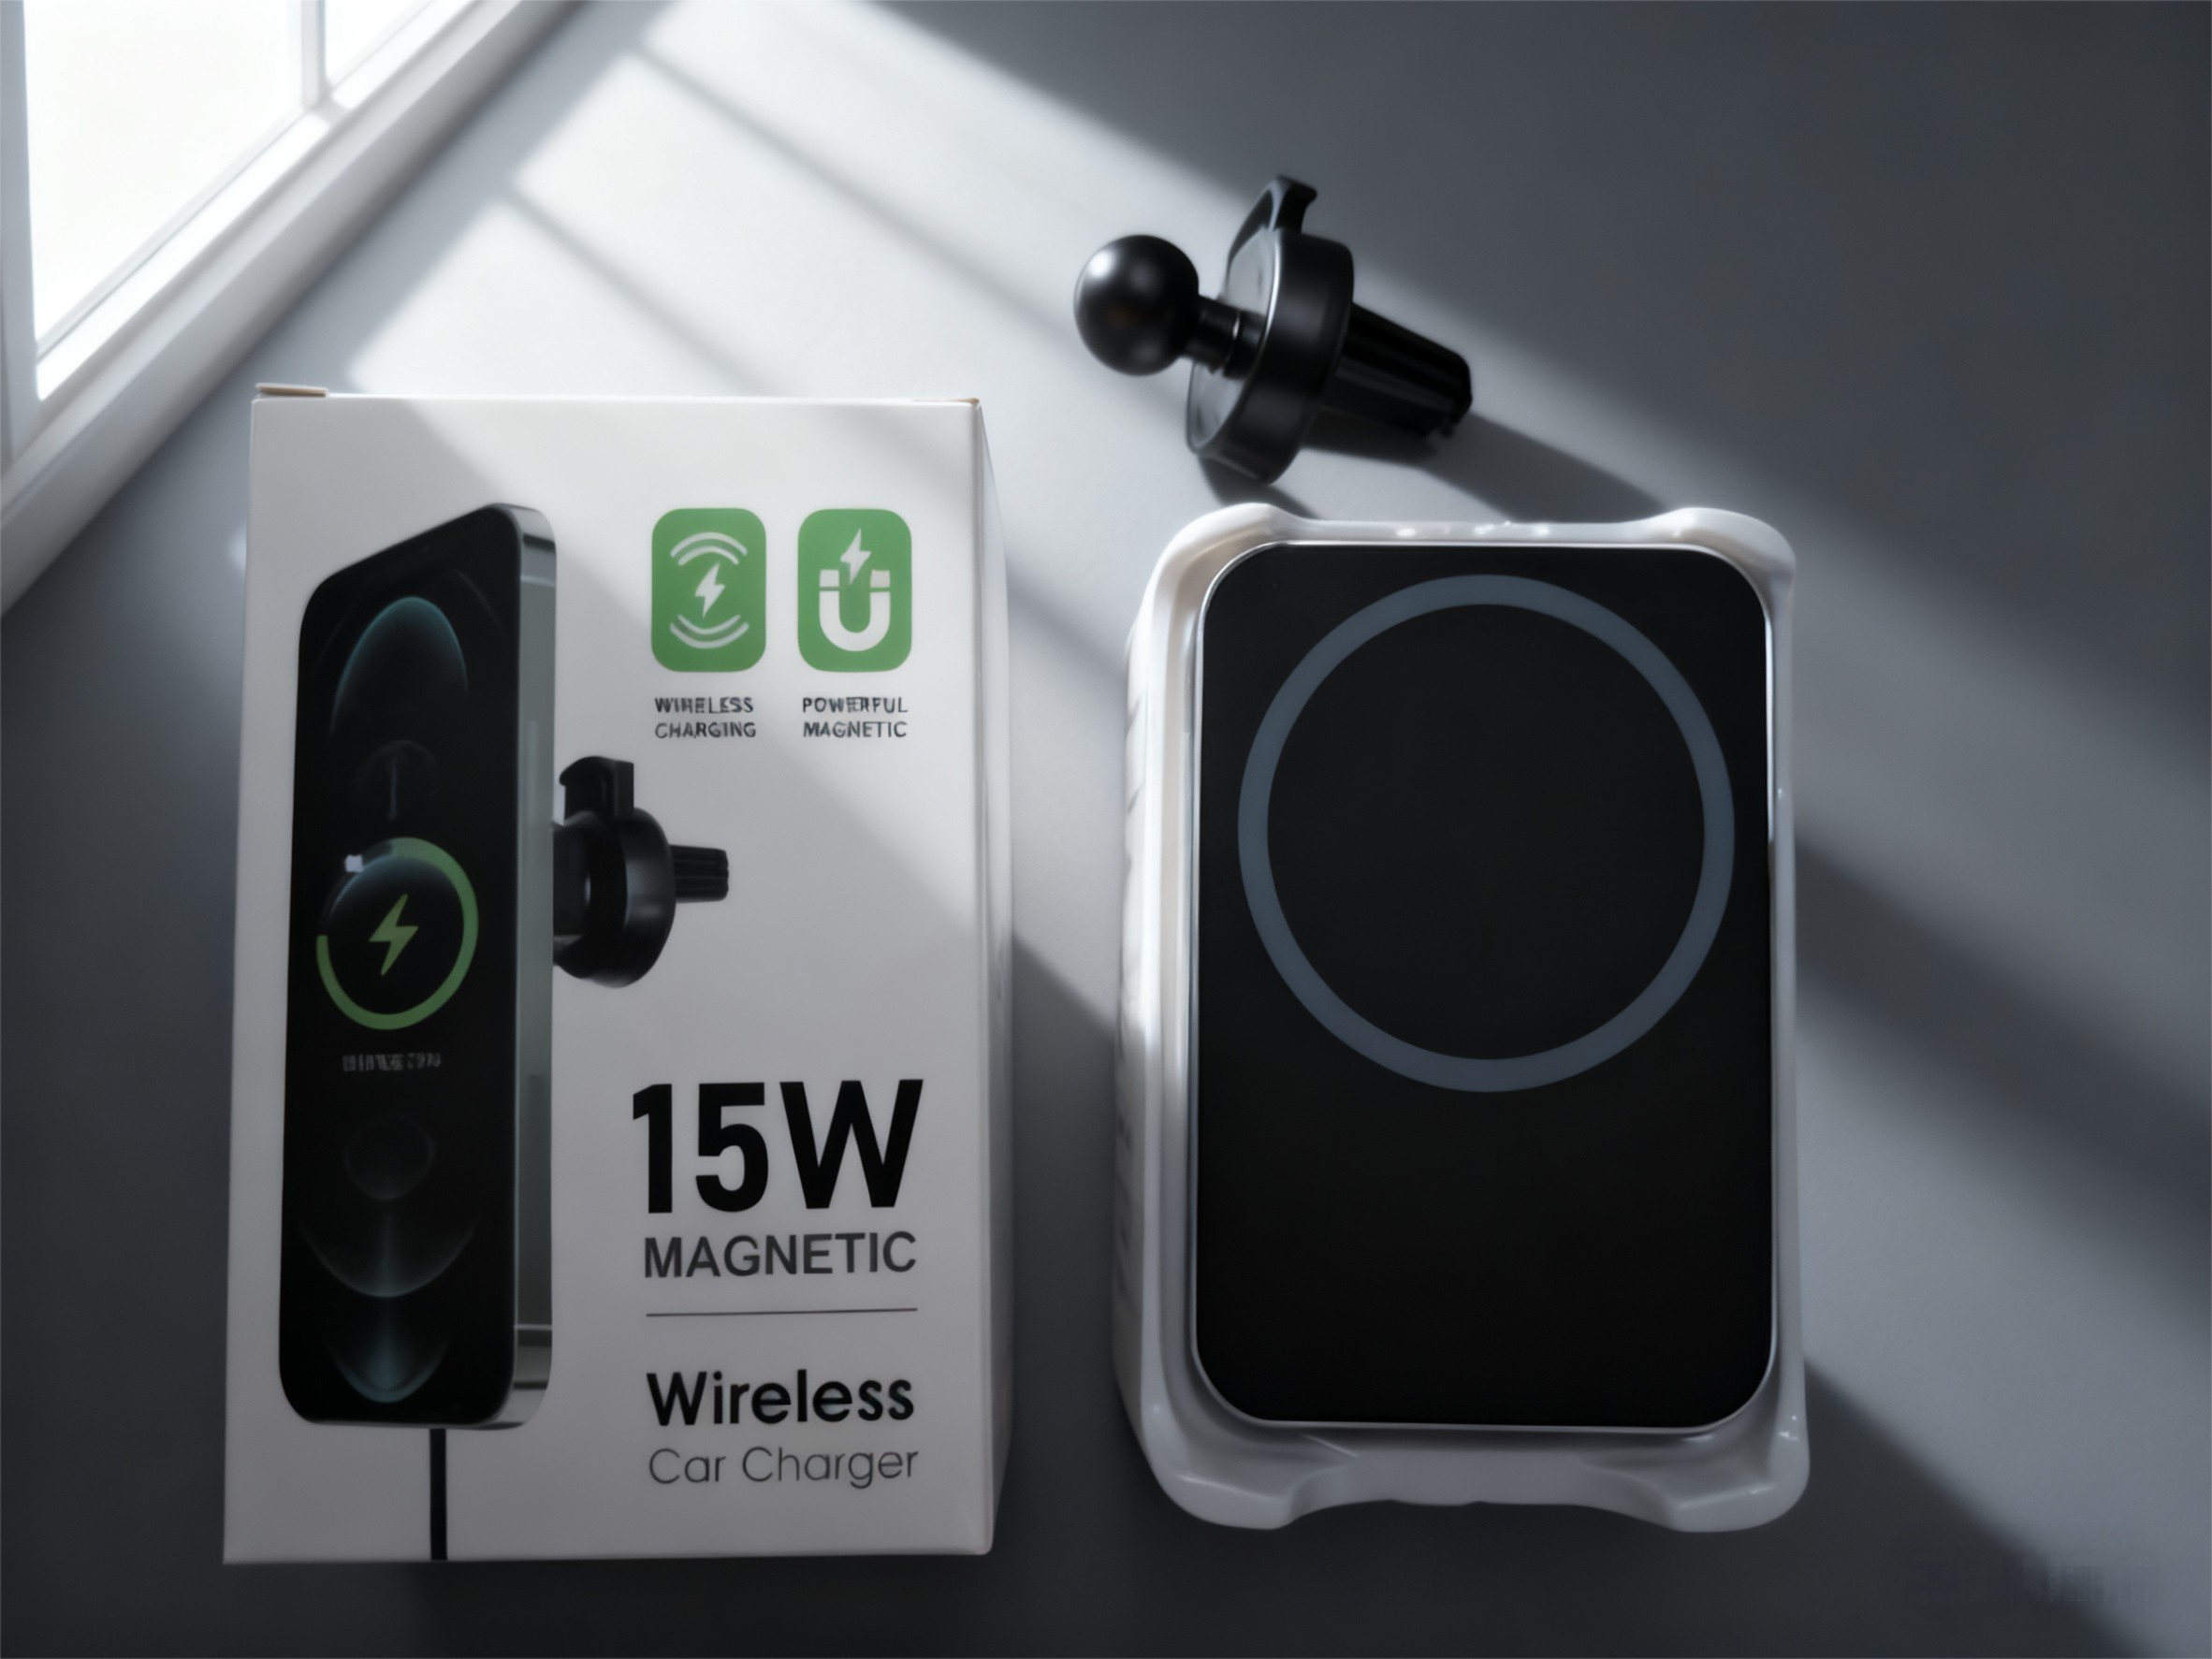 WIRELESS
CHARGING
POWERFUL
MAGNETIC
15W
MAGNETIC
Wireless
Car Charger